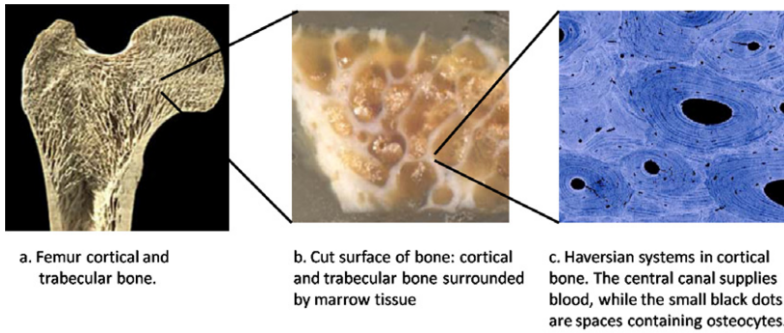 a. Femur cortical and
trabecular bone.
b. Cut surface of bone: cortical
and trabecular bone surrounded
by marrow tissue
c. Haversian systems in cortical
bone. The central canal supplies
blood, while the small black dots
are spaces containing osteocytes